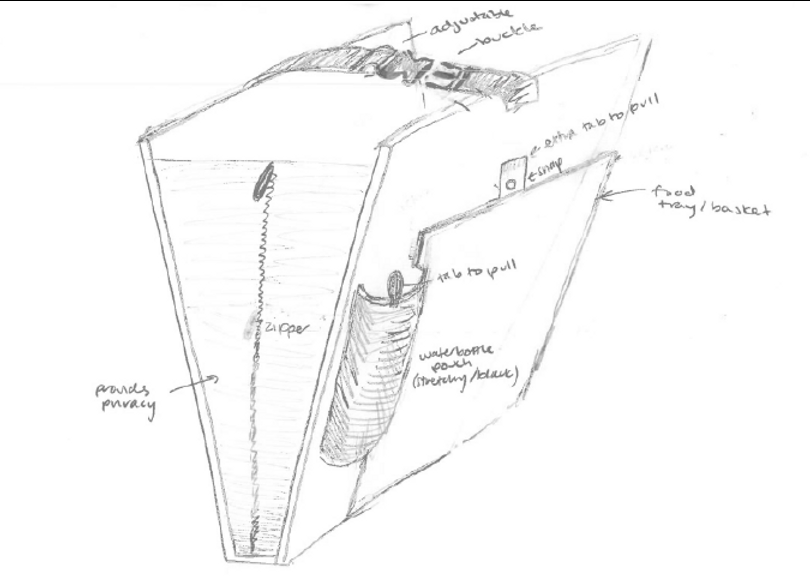 adjustable
buckle
extra tab to pull
snap
food
tray/basket
tab to pull
zipper
waterbottle
pouch
(stretchy/black)
provides
privacy